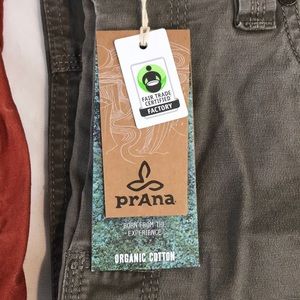 FAIR TRADE
CERTIFIED
FACTORY
prAna
BORN FROM THE
EXPERIENCE
ORGANIC COTTON